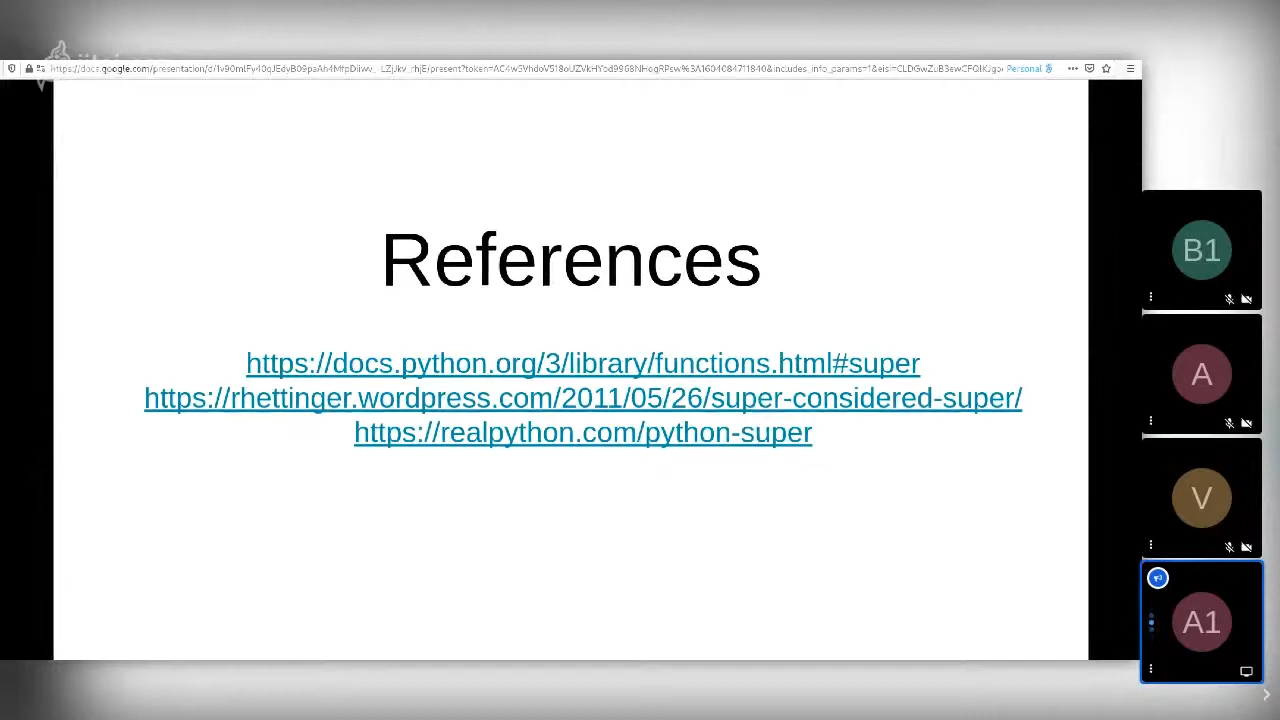 References
https://docs.python.org/3/library/functions.html#super
https://rhettinger.wordpress.com/2011/05/26/super-considered-super/
https://realpython.com/python-super
Personal
B1
A
V
A1